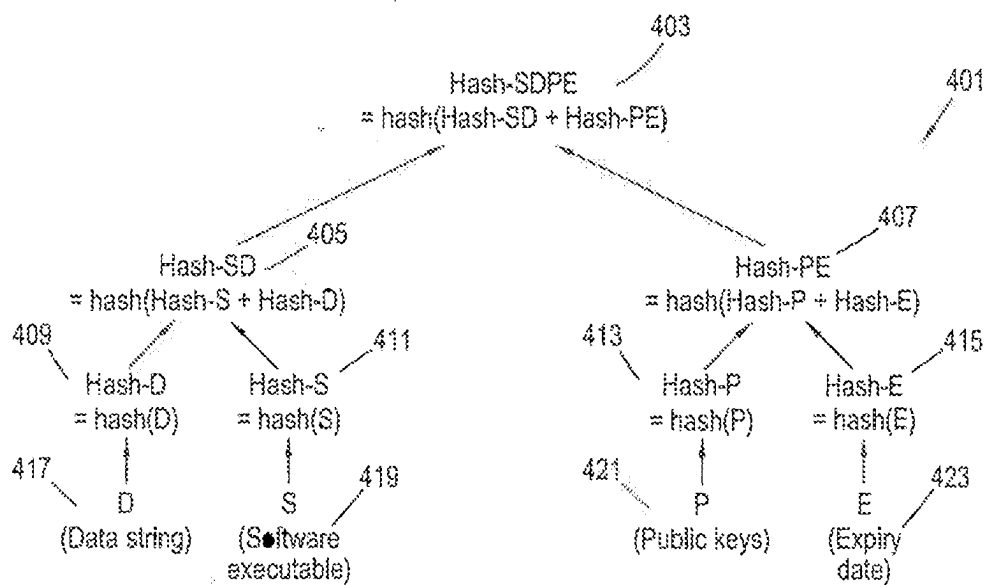 403
Hash-SDPE
= hash(Hash-SD + Hash-PE)
401
405
Hash-SD
= hash(Hash-S + Hash-D)
407
Hash-PE
= hash(Hash-P + Hash-E)
409
Hash-D
= hash(D)
411
Hash-S
= hash(S)
413
Hash-P
= hash(P)
415
Hash-E
= hash(E)
417
D
(Data string)
419
S
(Software
executable)
421
P
(Public keys)
423
E
(Expiry
date)